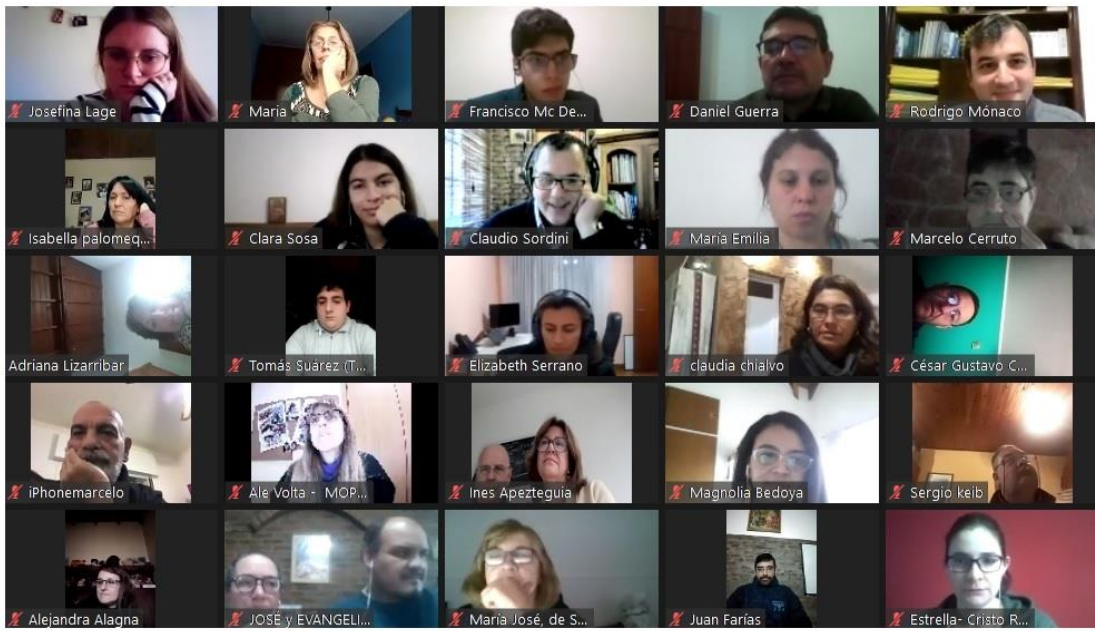 Josefina Lage
Maria
Francisco Mc De...
Daniel Guerra
Rodrigo Mónaco
Isabella palomeq...
Clara Sosa
Claudio Sordini
María Emilia
Marcelo Cerruto
Adriana Lizarribar
Tomás Suárez (T...
Elizabeth Serrano
claudia chialvo
César Gustavo C...
iPhonemarcelo
Ale Volta - MOP...
Ines Apezteguia
Magnolia Bedoya
Sergio keib
Alejandra Alagna
JOSÉ y EVANGELI...
María José, de S...
Juan Farías
Estrella- Cristo R...